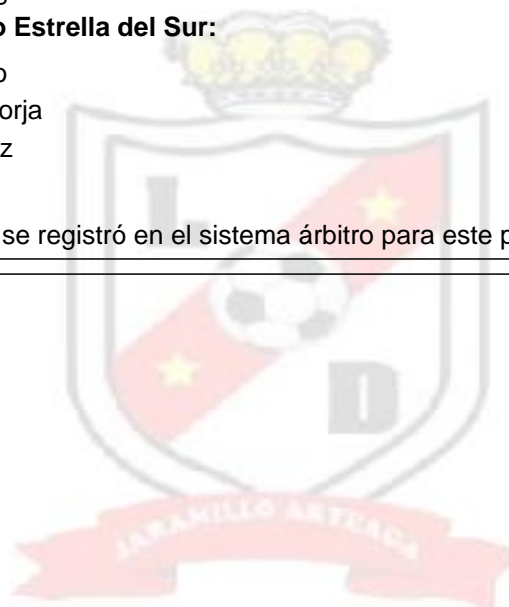 o Estrella del Sur:
o
orja
z
se registró en el sistema árbitro para este p
L
D
JARAMILLO ARTEAGA